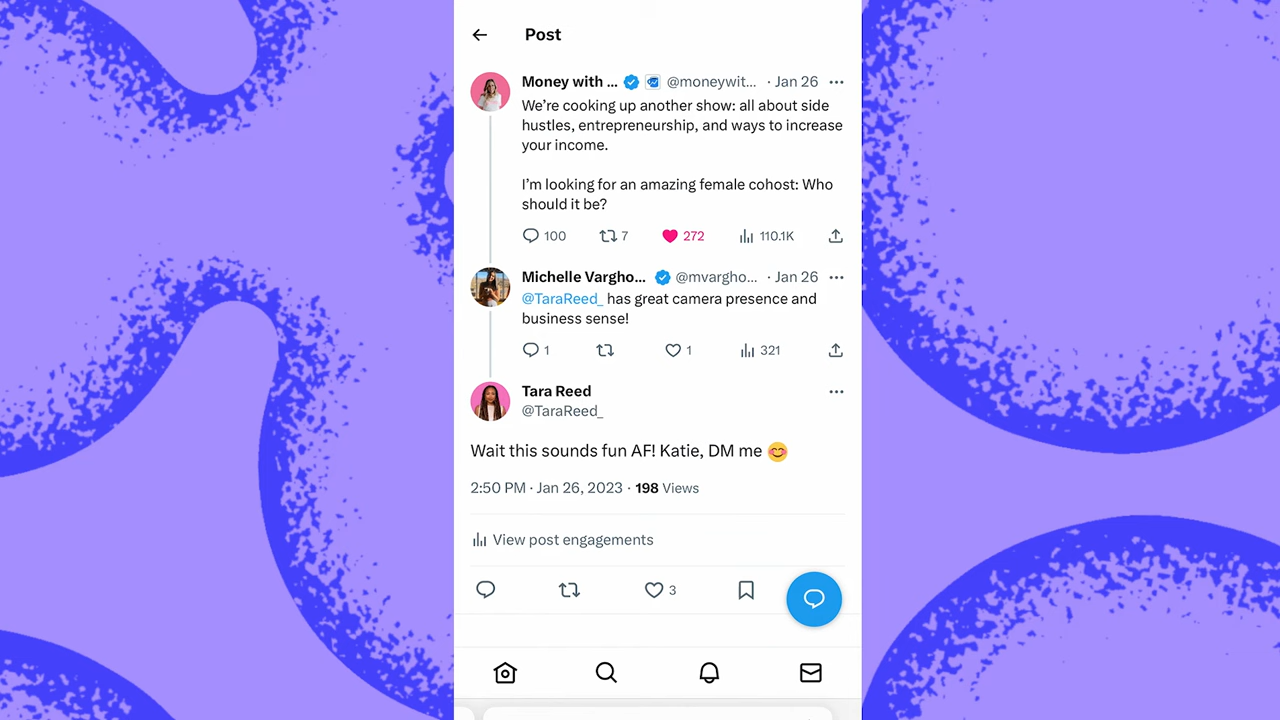 Post
Money with ... @moneywit... · Jan 26
We’re cooking up another show: all about side
hustles, entrepreneurship, and ways to increase
your income.
I’m looking for an amazing female cohost: Who
should it be?
100 7 272 110.1K
Michelle Vargho... @mvargho... · Jan 26
@TaraReed_ has great camera presence and
business sense!
1 1 321
Tara Reed
@TaraReed_
Wait this sounds fun AF! Katie, DM me 😊
2:50 PM · Jan 26, 2023 · 198 Views
View post engagements
3